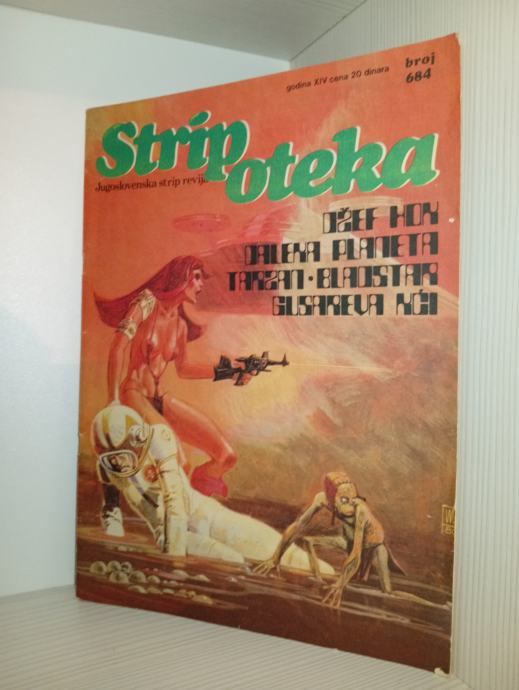 godina XIV cena 20 dinara
broj
684
Strip
oteka
Jugoslovenska strip revija
DŽEF HOK
DALEKA PLANETA
TARZAN • BLADSTAR
GUSAREVA KĆI